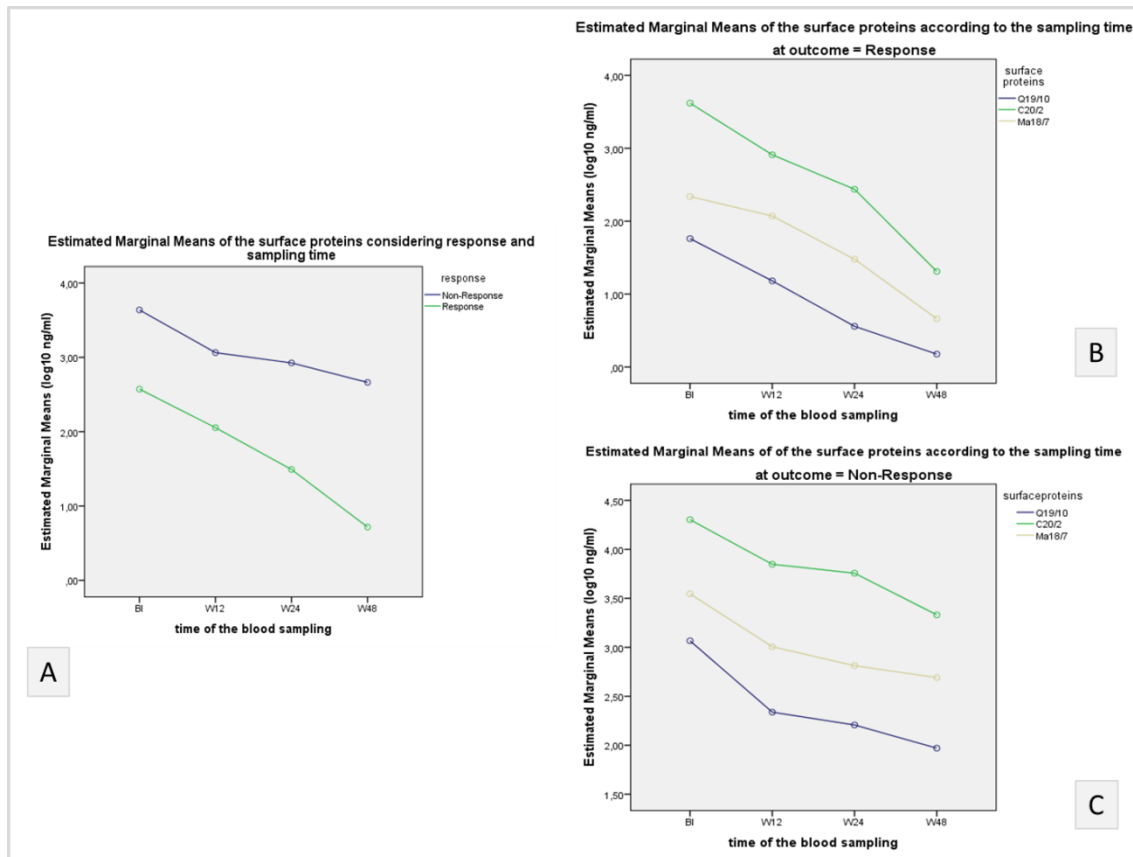 Estimated Marginal Means of the surface proteins considering response and
sampling time
Estimated Marginal Means (log10 ng/ml)
4,00
3,00
2,00
1,00
,00
BI W12 W24 W48
time of the blood sampling
response
Non-Response
Response
A
Estimated Marginal Means of the surface proteins according to the sampling time
at outcome = Response
Estimated Marginal Means (log10 ng/ml)
4,00
3,00
2,00
1,00
,00
BI W12 W24 W48
time of the blood sampling
surface
proteins
Q19/10
C20/2
Ma18/7
B
Estimated Marginal Means of of the surface proteins according to the sampling time
at outcome = Non-Response
Estimated Marginal Means (log10 ng/ml)
4,50
4,00
3,50
3,00
2,50
2,00
1,50
BI W12 W24 W48
time of the blood sampling
surfaceproteins
Q19/10
C20/2
Ma18/7
C